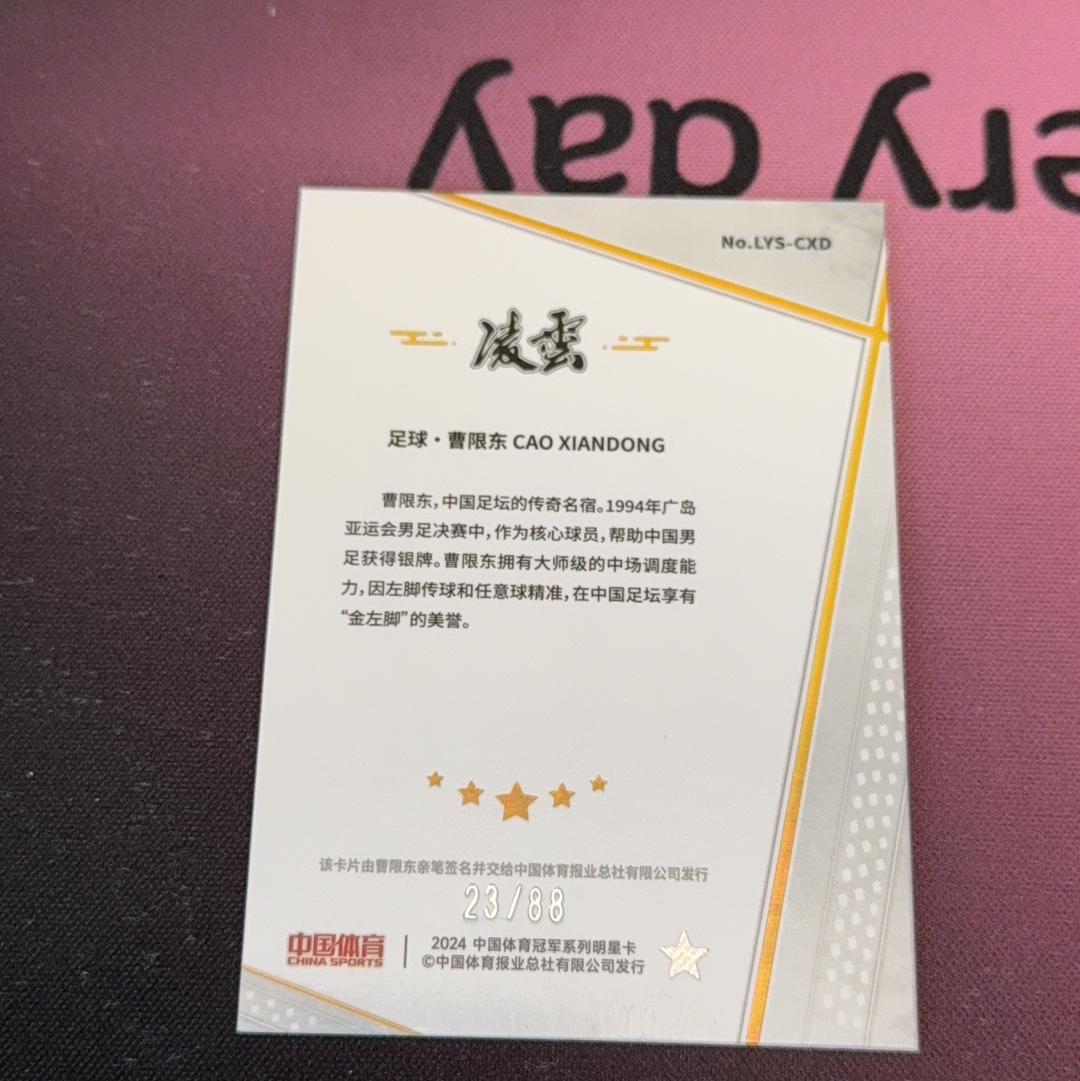 ery day
No.LYS-CXD
凌雲
足球·曹限东 CAO XIANDONG
曹限东,中国足坛的传奇名宿。1994年广岛
亚运会男足决赛中,作为核心球员,帮助中国男
足获得银牌。曹限东拥有大师级的中场调度能
力,因左脚传球和任意球精准,在中国足坛享有
“金左脚”的美誉。
该卡片由曹限东亲笔签名并交给中国体育报业总社有限公司发行
23/88
中国体育
CHINA SPORTS
2024 中国体育冠军系列明星卡
©中国体育报业总社有限公司发行